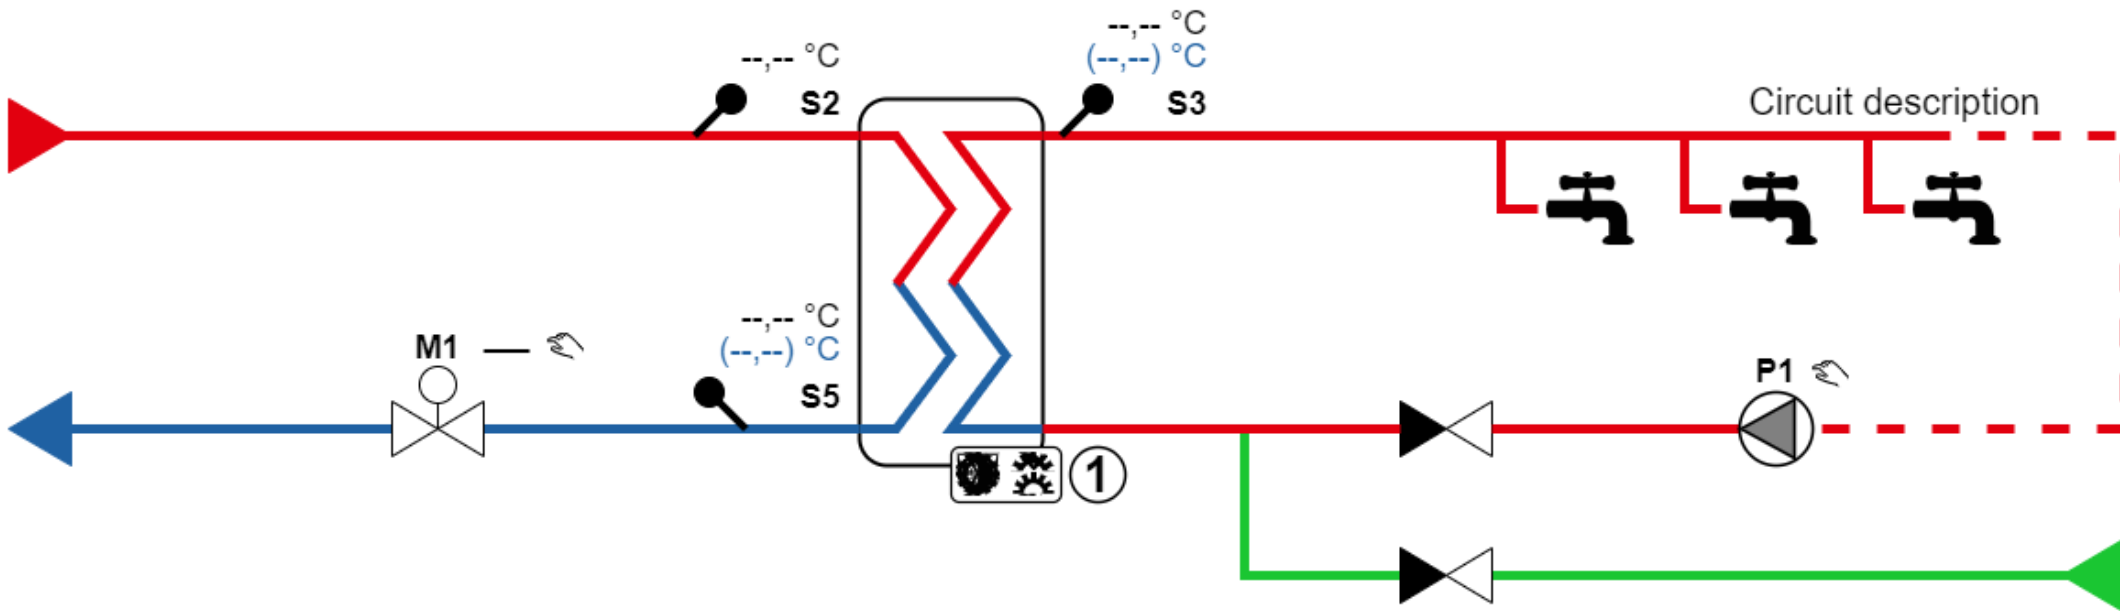 --,-- °C
(--,--) °C
S3
--,-- °C
S2
Circuit description
--,-- °C
(--,--) °C
S5
M1
P1
1